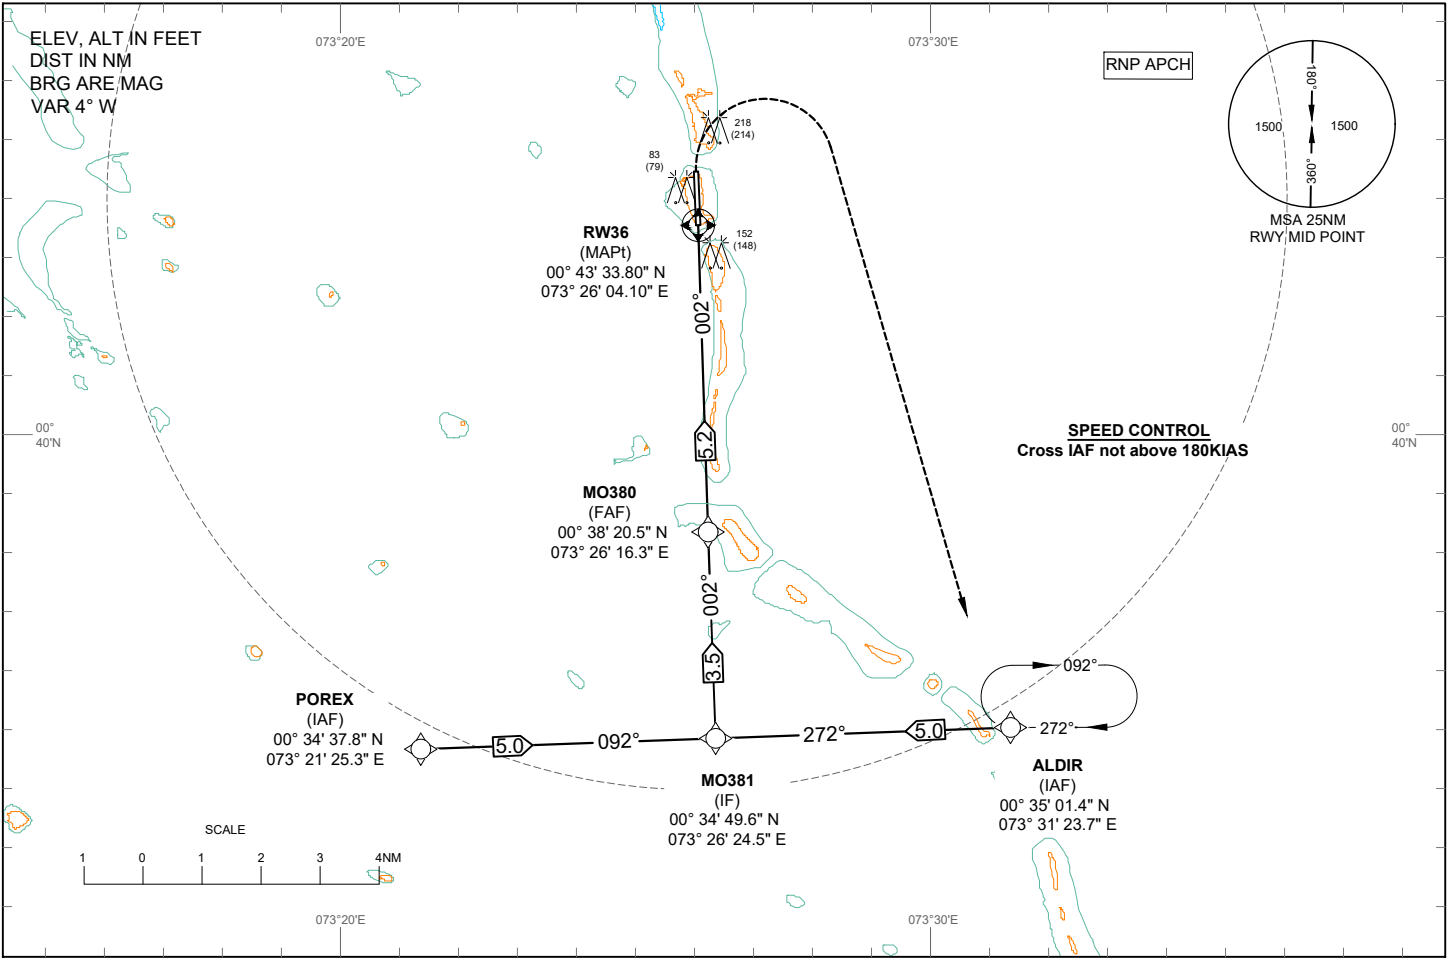 ELEV, ALT IN FEET
DIST IN NM
BRG ARE MAG
VAR 4° W
073°20'E
073°30'E
RNP APCH
180°
1500
1500
360°
MSA 25NM
RWY MID POINT
218
(214)
83
(79)
152
(148)
RW36
(MAPt)
00° 43' 33.80" N
073° 26' 04.10" E
002°
5.2
00°
40'N
00°
40'N
SPEED CONTROL
Cross IAF not above 180KIAS
MO380
(FAF)
00° 38' 20.5" N
073° 26' 16.3" E
002°
3.5
092°
272°
POREX
(IAF)
00° 34' 37.8" N
073° 21' 25.3" E
5.0
092°
272°
5.0
MO381
(IF)
00° 34' 49.6" N
073° 26' 24.5" E
ALDIR
(IAF)
00° 35' 01.4" N
073° 31' 23.7" E
SCALE
1 0 1 2 3 4NM
073°20'E
073°30'E